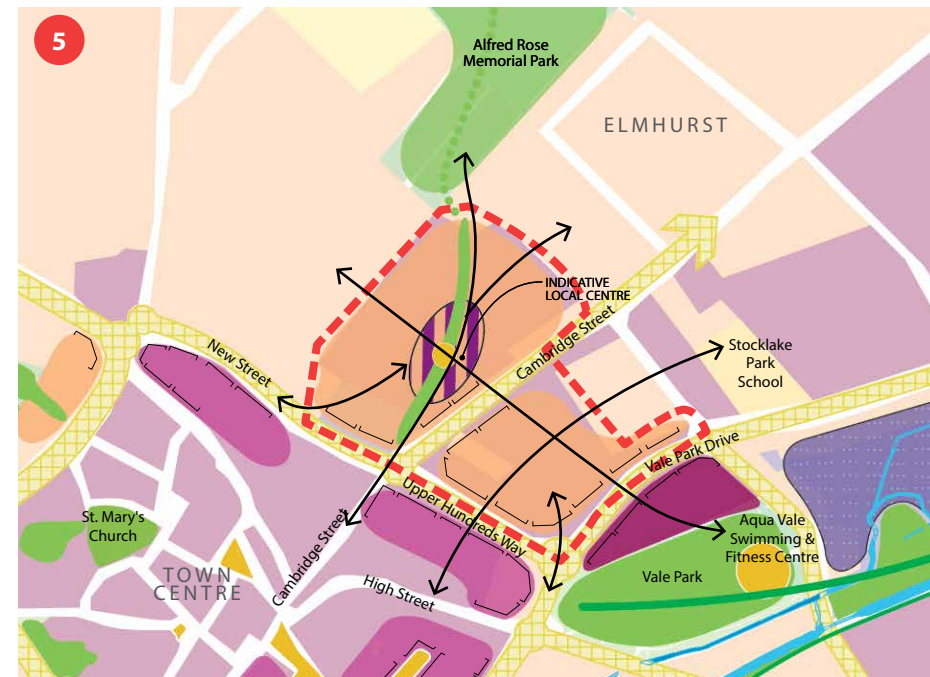 5
Alfred Rose
Memorial Park
ELMHURST
INDICATIVE
LOCAL CENTRE
Cambridge Street
New Street
Stocklake
Park
School
Vale Park Drive
Upper Hundreds Way
St. Mary's
Church
Aqua Vale
Swimming &
Fitness Centre
Cambridge Street
Vale Park
TOWN
CENTRE
High Street